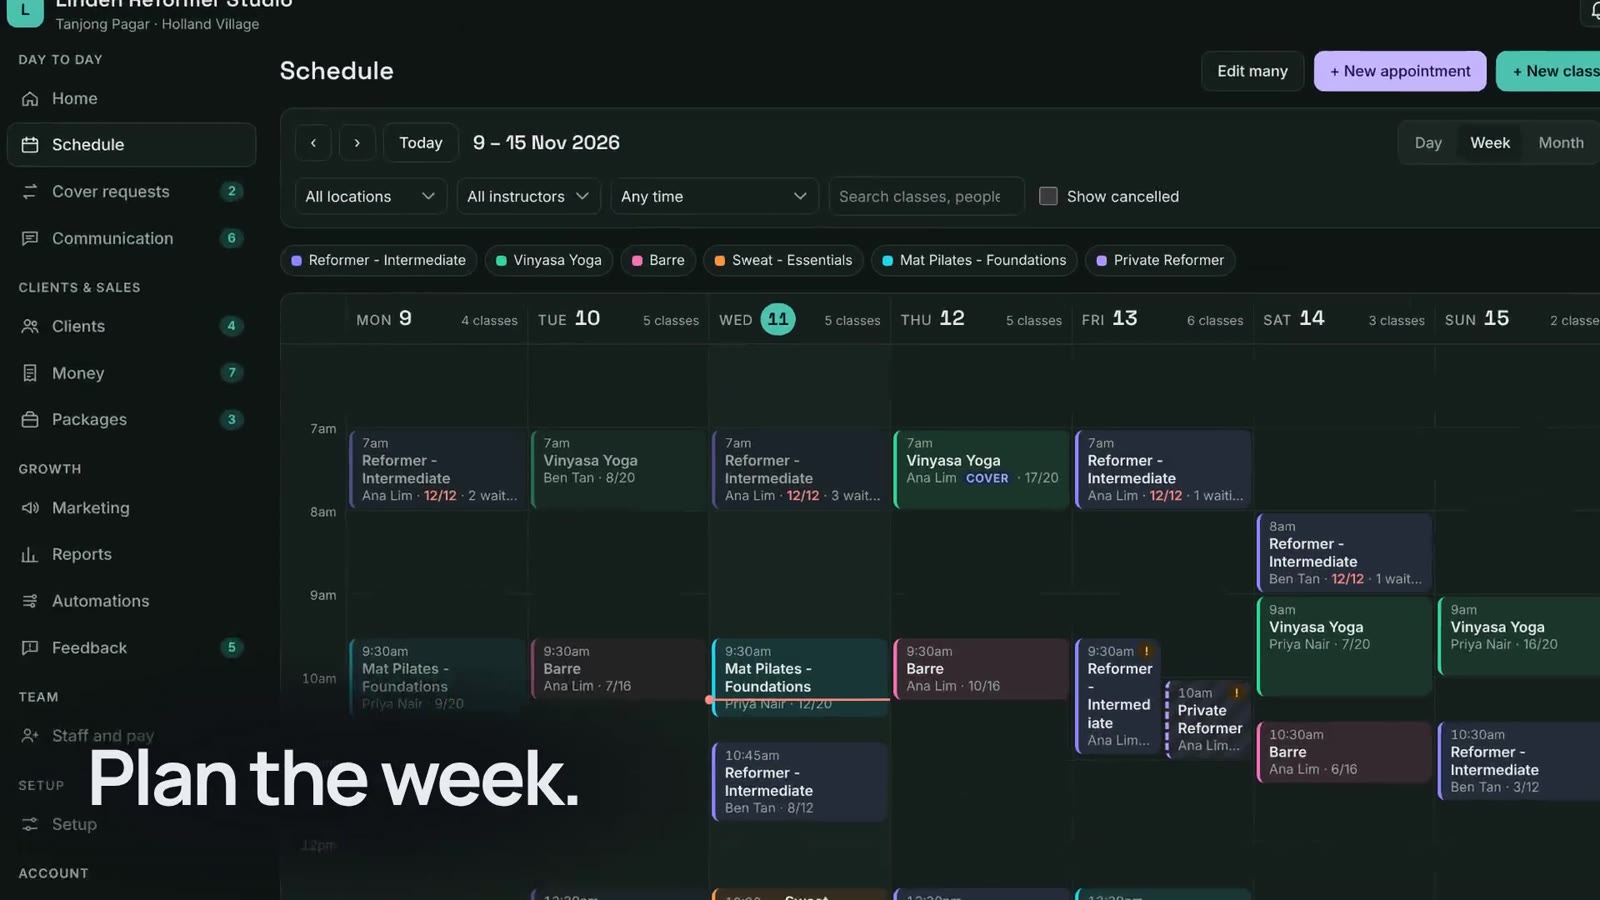 L
Linden Reformer Studio
Tanjong Pagar · Holland Village
DAY TO DAY
Home
Schedule
Cover requests 2
Communication 6
CLIENTS & SALES
Clients 4
Money 7
Packages 3
GROWTH
Marketing
Reports
Automations
Feedback 5
TEAM
Staff and pay
SETUP
Setup
ACCOUNT
Plan the week.
Schedule
Edit many
+ New appointment
+ New class
‹ › Today 9 – 15 Nov 2026
Day Week Month
All locations All instructors Any time Search classes, people Show cancelled
Reformer - Intermediate Vinyasa Yoga Barre Sweat - Essentials Mat Pilates - Foundations Private Reformer
MON 9 4 classes TUE 10 5 classes WED 11 5 classes THU 12 5 classes FRI 13 6 classes SAT 14 3 classes SUN 15 2 classe
7am
8am
9am
10am
12pm
7am
Reformer -
Intermediate
Ana Lim · 12/12 · 2 wait...
9:30am
Mat Pilates -
Foundations
Priya Nair · 9/20
7am
Vinyasa Yoga
Ben Tan · 8/20
9:30am
Barre
Ana Lim · 7/16
12:30pm
7am
Reformer -
Intermediate
Ana Lim · 12/12 · 3 wait...
9:30am
Mat Pilates -
Foundations
Priya Nair · 12/20
10:45am
Reformer -
Intermediate
Ben Tan · 8/12
Sweat
7am
Vinyasa Yoga
Ana Lim COVER · 17/20
9:30am
Barre
Ana Lim · 10/16
12:30pm
7am
Reformer -
Intermediate
Ana Lim · 12/12 · 1 waiti...
9:30am !
Reformer
-
Intermed
iate
Ana Lim...
10am !
Private
Reformer
Ana Lim...
12:30pm
8am
Reformer -
Intermediate
Ben Tan · 12/12 · 1 wait...
9am
Vinyasa Yoga
Priya Nair · 7/20
10:30am
Barre
Ana Lim · 6/16
9am
Vinyasa Yoga
Priya Nair · 16/20
10:30am
Reformer -
Intermediate
Ben Tan · 3/12